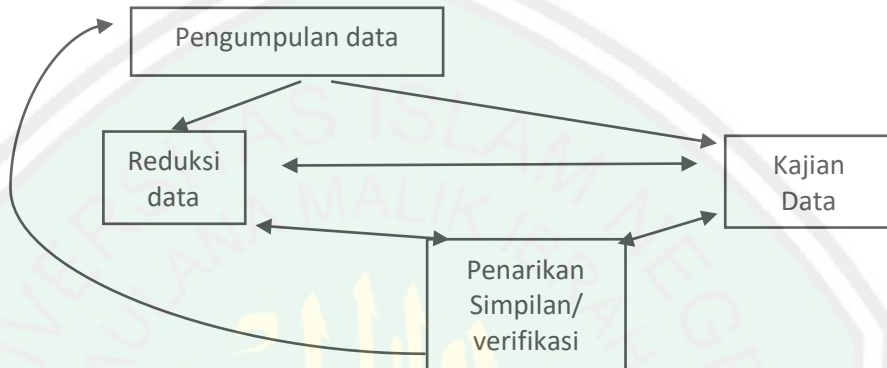 Pengumpulan data
Reduksi
data
Kajian
Data
Penarikan
Simpilan/
verifikasi